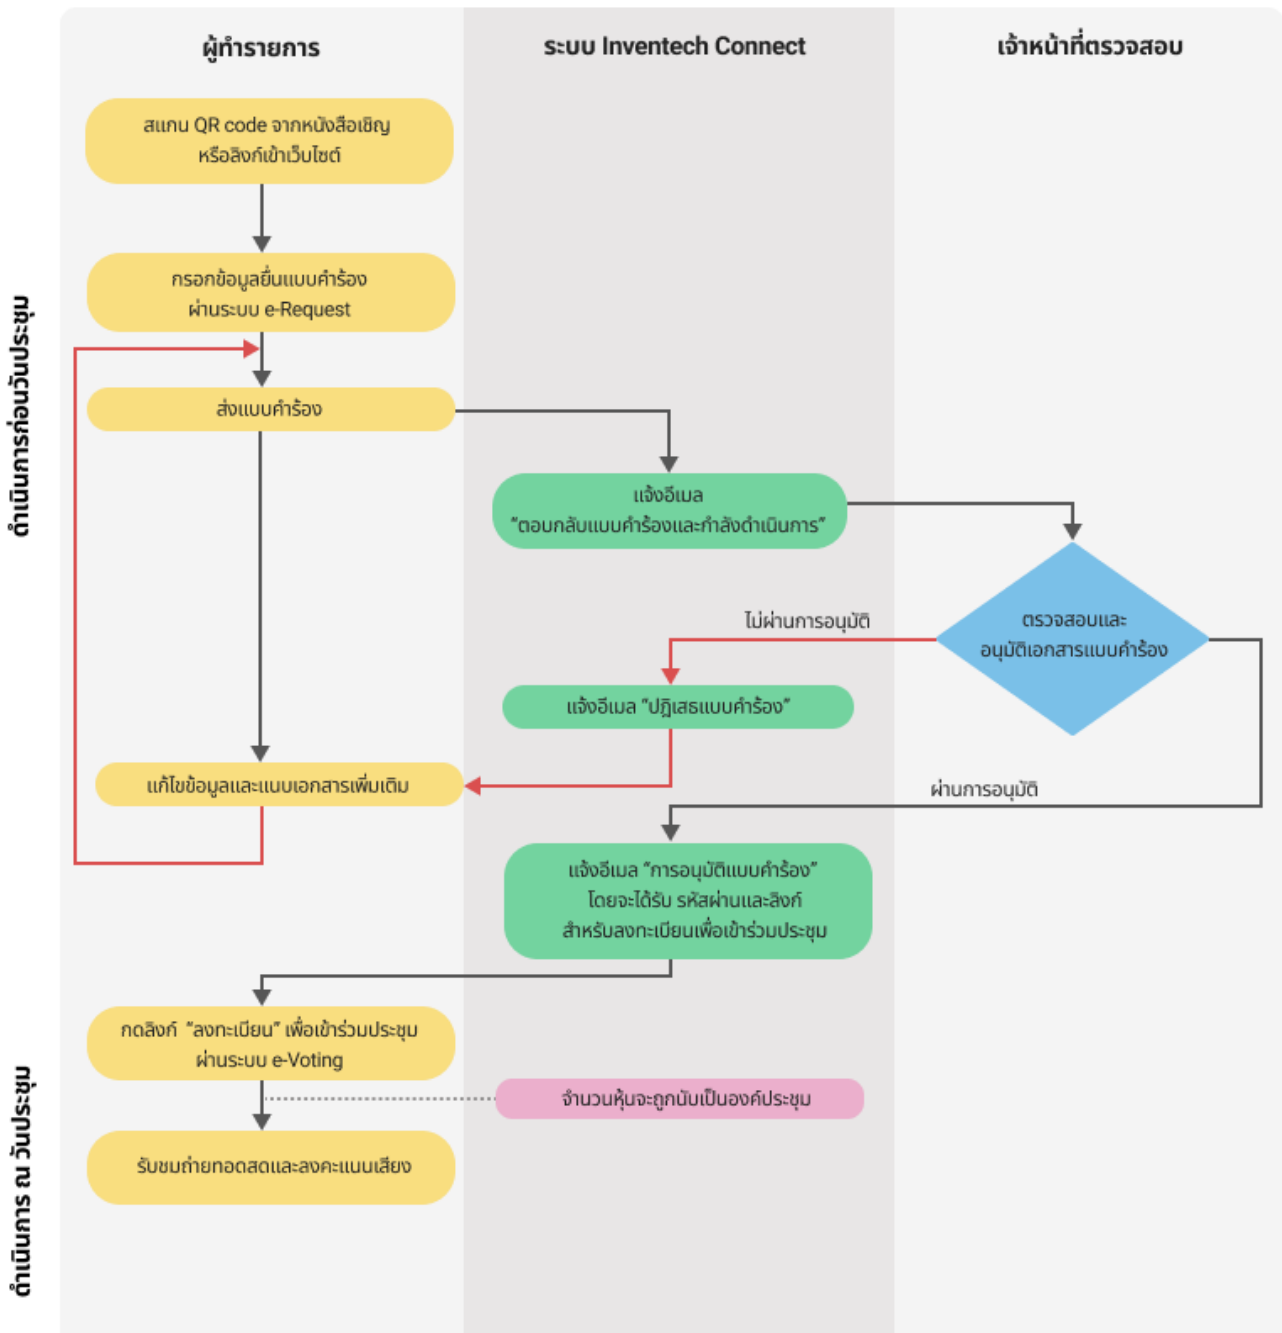 ผู้ทำรายการ
ระบบ Inventech Connect
เจ้าหน้าที่ตรวจสอบ
ดำเนินการก่อนวันประชุม
สแกน QR code จากหนังสือเชิญ
หรือลิงก์เข้าเว็บไซต์
กรอกข้อมูลยื่นแบบคำร้อง
ผ่านระบบ e-Request
ส่งแบบคำร้อง
แจ้งอีเมล
“ตอบกลับแบบคำร้องและกำลังดำเนินการ”
ตรวจสอบและ
อนุมัติเอกสารแบบคำร้อง
ไม่ผ่านการอนุมัติ
แจ้งอีเมล “ปฏิเสธแบบคำร้อง”
แก้ไขข้อมูลและแนบเอกสารเพิ่มเติม
ผ่านการอนุมัติ
แจ้งอีเมล “การอนุมัติแบบคำร้อง”
โดยจะได้รับ รหัสผ่านและลิงก์
สำหรับลงทะเบียนเพื่อเข้าร่วมประชุม
ดำเนินการ ณ วันประชุม
กดลิงก์ “ลงทะเบียน” เพื่อเข้าร่วมประชุม
ผ่านระบบ e-Voting
จำนวนหุ้นจะถูกนับเป็นองค์ประชุม
รับชมถ่ายทอดสดและลงคะแนนเสียง